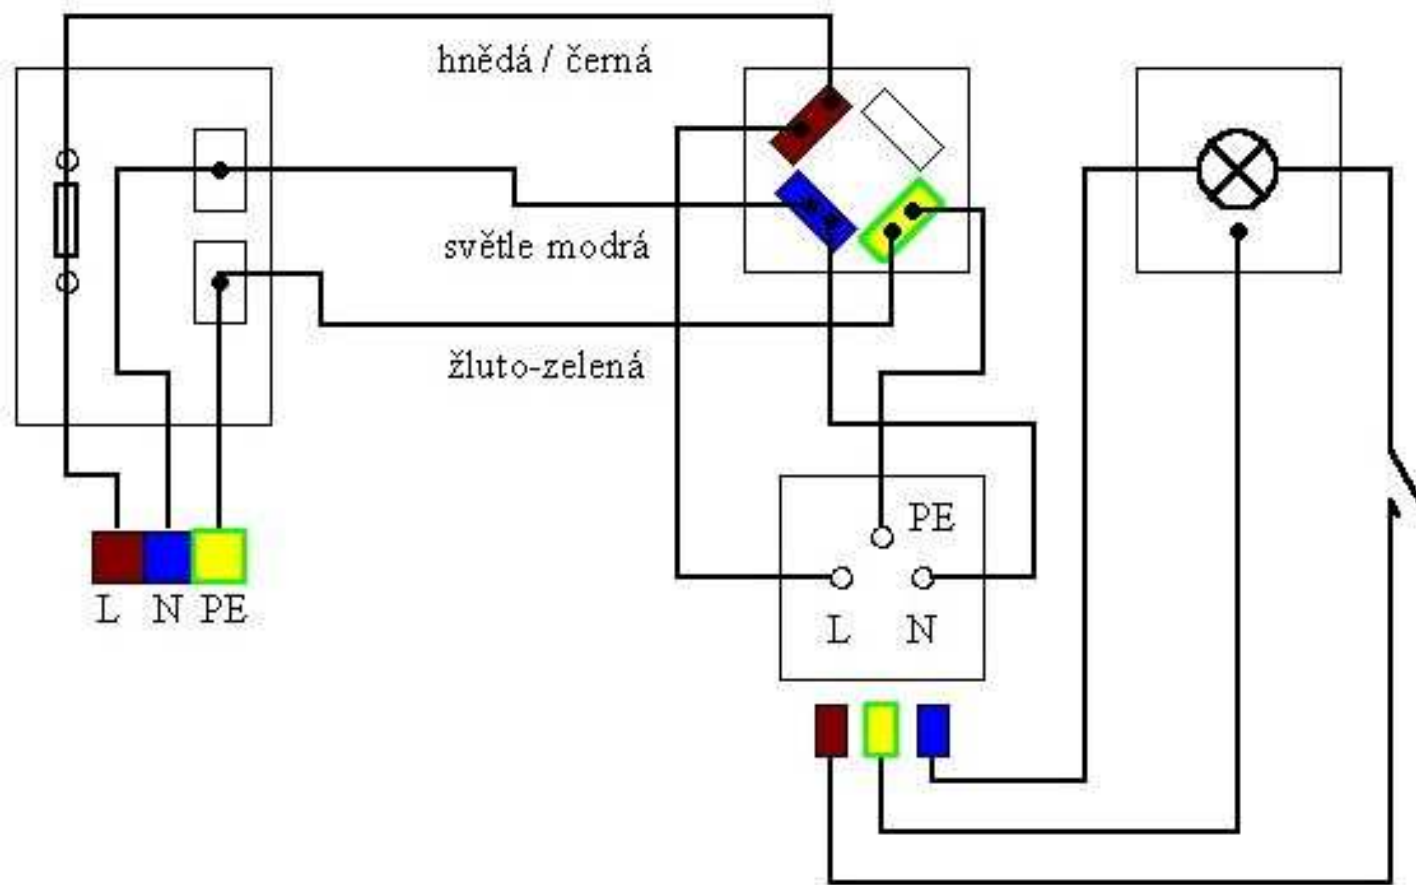 hnědá / černá
světle modrá
žluto-zelená
PE
L N
L N PE